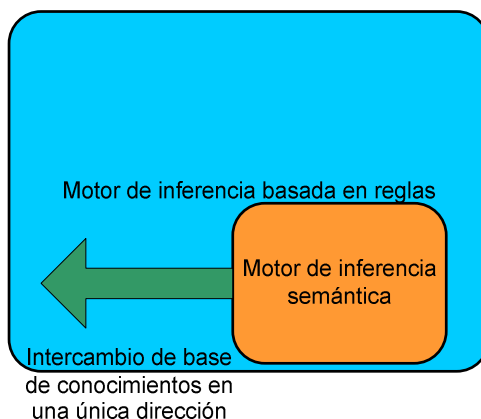 Motor de inferencia basada en reglas
Motor de inferencia
semántica
Intercambio de base
de conocimientos en
una única dirección